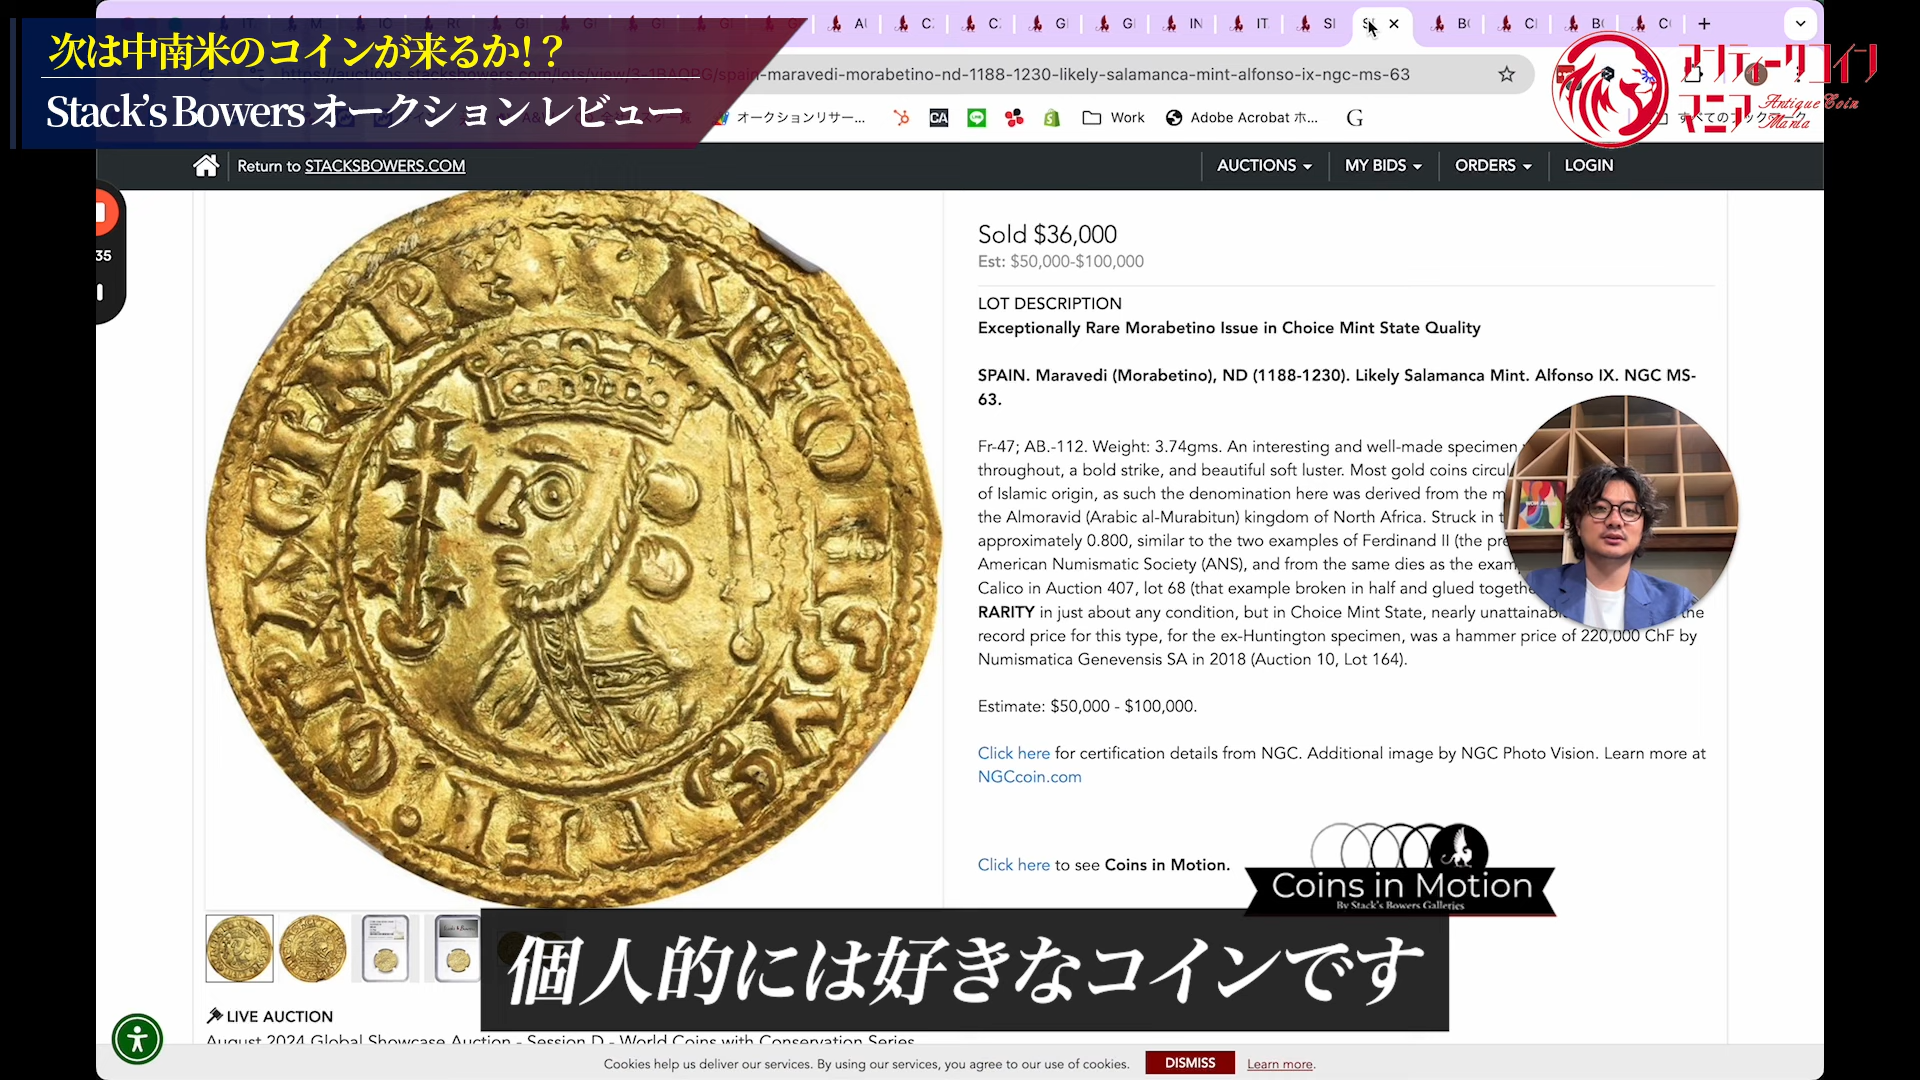 次は中南米のコインが来るか!？
Stack's Bowers オークションレビュー
spain-maravedi-morabetino-nd-1188-1230-likely-salamanca-mint-alfonso-ix-ngc-ms-63
オークションリサー...
CA
Work
Adobe Acrobat ホ...
アンティークコインマニア
Antique Coin Mania
Return to STACKSBOWERS.COM
AUCTIONS
MY BIDS
ORDERS
LOGIN
35
Sold $36,000
Est: $50,000-$100,000
LOT DESCRIPTION
Exceptionally Rare Morabetino Issue in Choice Mint State Quality
SPAIN. Maravedi (Morabetino), ND (1188-1230). Likely Salamanca Mint. Alfonso IX. NGC MS-
63.
Fr-47; AB.-112. Weight: 3.74gms. An interesting and well-made specimen
throughout, a bold strike, and beautiful soft luster. Most gold coins
of Islamic origin, as such the denomination here was derived from the
the Almoravid (Arabic al-Murabitun) kingdom of North Africa. Struck in
approximately 0.800, similar to the two examples of Ferdinand II (the
American Numismatic Society (ANS), and from the same dies as the
Calico in Auction 407, lot 68 (that example broken in half and glued
RARITY in just about any condition, but in Choice Mint State, nearly the
record price for this type, for the ex-Huntington specimen, was a hammer price of 220,000 ChF by
Numismatica Genevensis SA in 2018 (Auction 10, Lot 164).
Estimate: $50,000 - $100,000.
Click here for certification details from NGC. Additional image by NGC Photo Vision. Learn more at
NGCcoin.com
Click here to see Coins in Motion.
Coins in Motion
By Stack's Bowers Galleries
個人的には好きなコインです
LIVE AUCTION
August 2024 Global Showcase Auction - Session D - World Coins with Conservation Series
Cookies help us deliver our services. By using our services, you agree to our use of cookies.
DISMISS
Learn more.